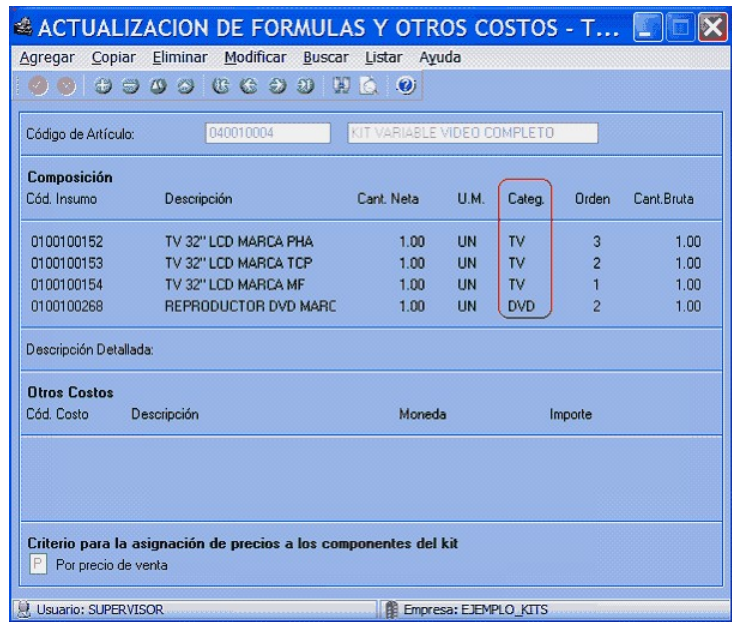 ACTUALIZACION DE FORMULAS Y OTROS COSTOS - T...
Agregar Copiar Eliminar Modificar Buscar Listar Ayuda
Código de Artículo: 040010004 KIT VARIABLE VIDEO COMPLETO
Composición
Cód. Insumo Descripción Cant. Neta U.M. Categ. Orden Cant.Bruta
0100100152 TV 32" LCD MARCA PHA 1.00 UN TV 3 1.00
0100100153 TV 32" LCD MARCA TCP 1.00 UN TV 2 1.00
0100100154 TV 32" LCD MARCA MF 1.00 UN TV 1 1.00
0100100268 REPRODUCTOR DVD MARC 1.00 UN DVD 2 1.00
Descripción Detallada:
Otros Costos
Cód. Costo Descripción Moneda Importe
Criterio para la asignación de precios a los componentes del kit
P Por precio de venta
Usuario: SUPERVISOR Empresa: EJEMPLO_KITS